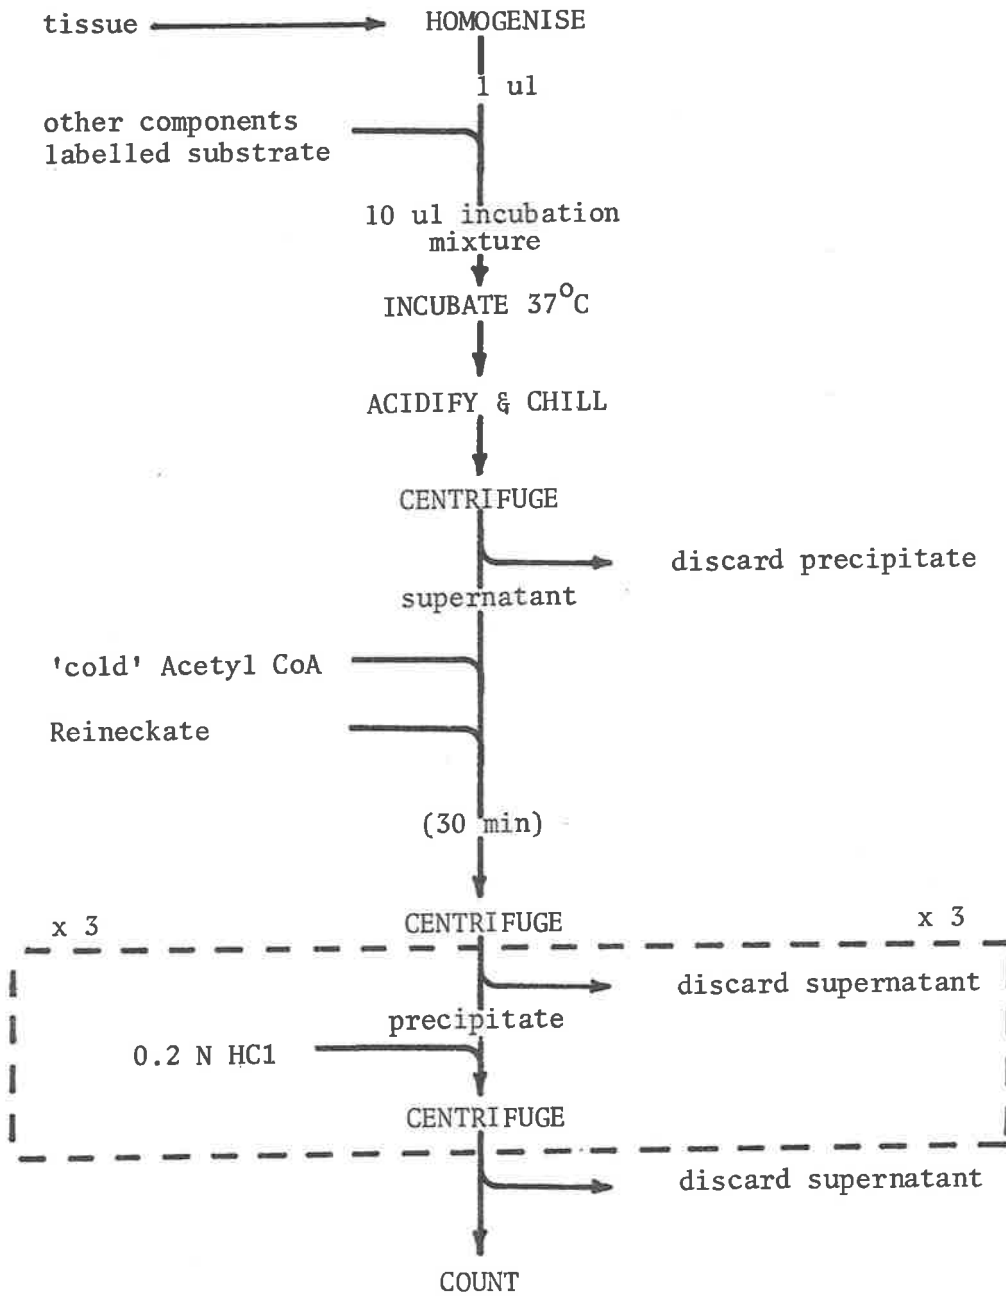 tissue
HOMOGENISE
1 ul
other components
labelled substrate
10 ul incubation
mixture
INCUBATE 37°C
ACIDIFY & CHILL
CENTRIFUGE
discard precipitate
supernatant
'cold' Acetyl CoA
Reineckate
(30 min)
x 3
CENTRIFUGE
x 3
discard supernatant
precipitate
0.2 N HCl
CENTRIFUGE
discard supernatant
COUNT